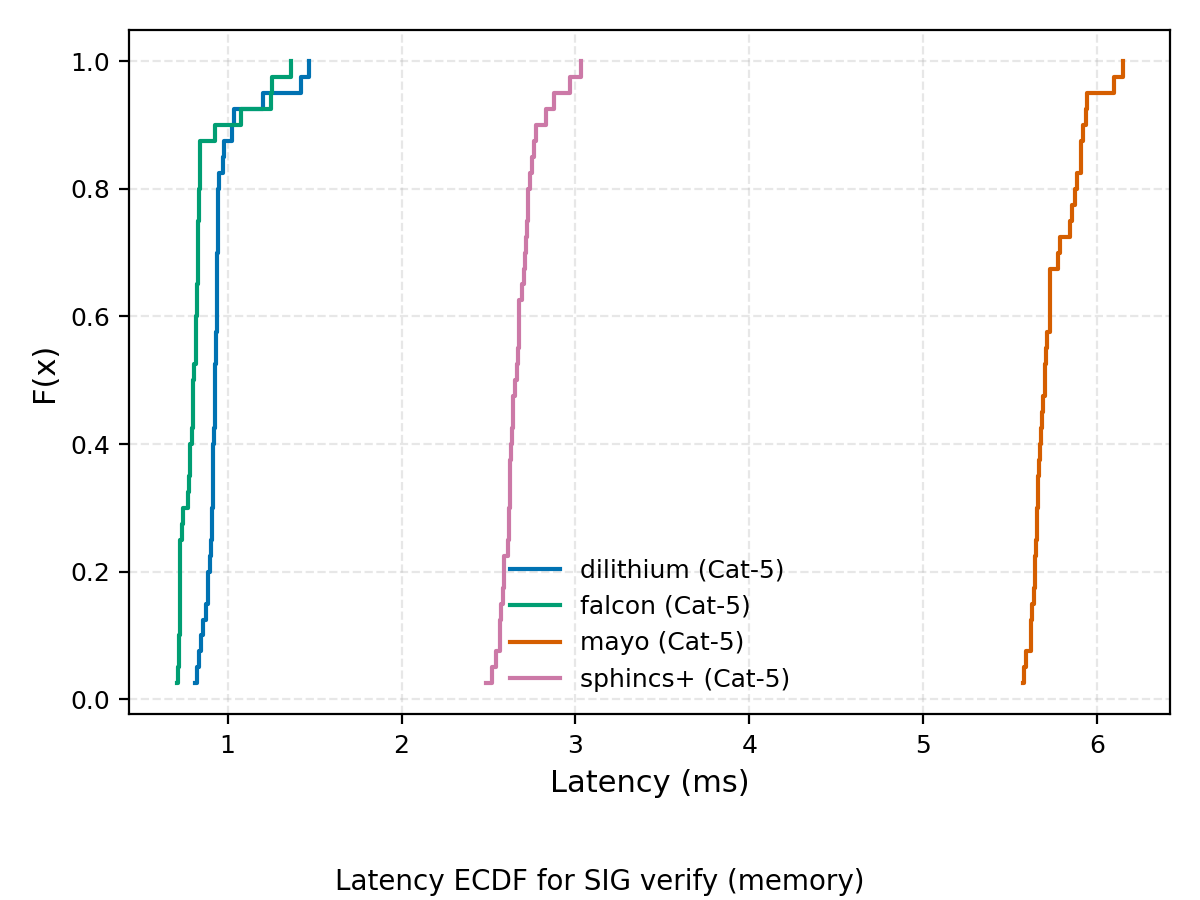 1.0
0.8
0.6
0.4
0.2
0.0
F(x)
dilithium (Cat-5)
falcon (Cat-5)
mayo (Cat-5)
sphincs+ (Cat-5)
1 2 3 4 5 6
Latency (ms)
Latency ECDF for SIG verify (memory)